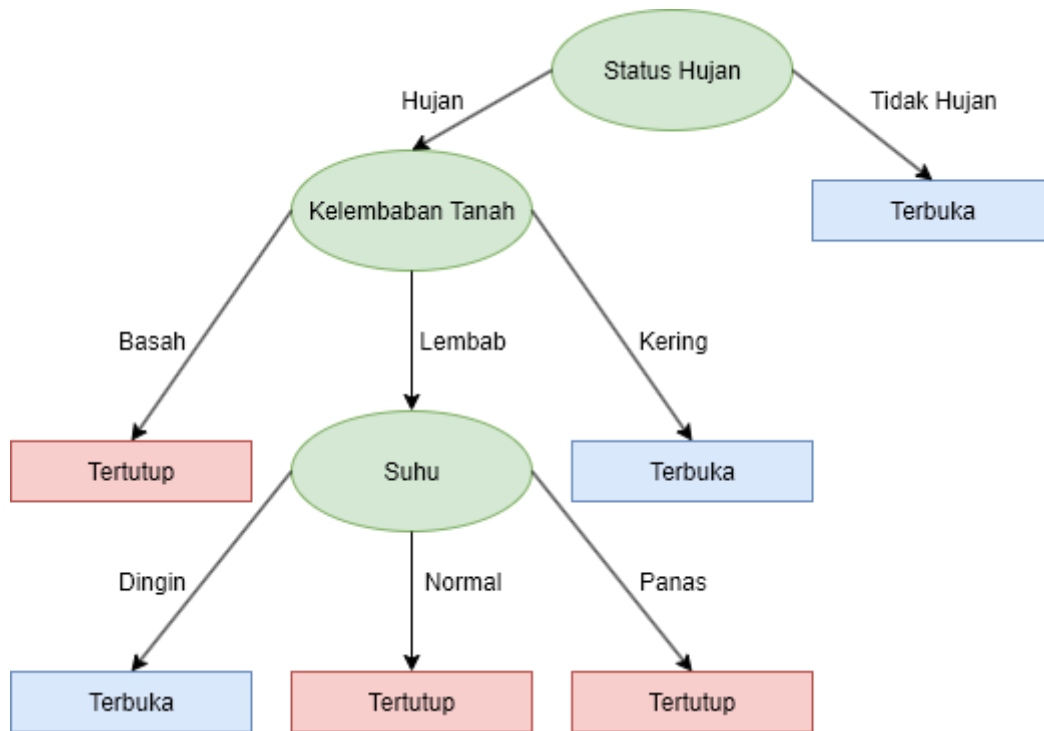 Status Hujan
Hujan
Tidak Hujan
Kelembaban Tanah
Terbuka
Basah
Lembab
Kering
Tertutup
Suhu
Terbuka
Dingin
Normal
Panas
Terbuka
Tertutup
Tertutup